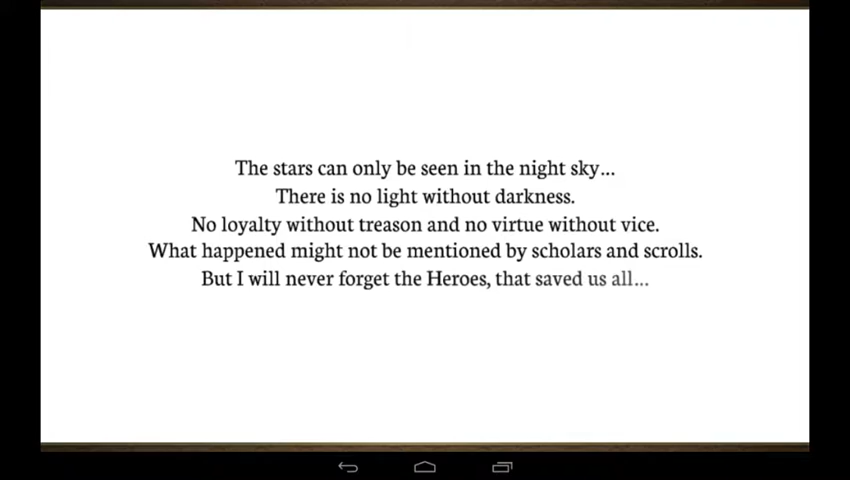 The stars can only be seen in the night sky...
There is no light without darkness.
No loyalty without treason and no virtue without vice.
What happened might not be mentioned by scholars and scrolls.
But I will never forget the Heroes, that saved us all...